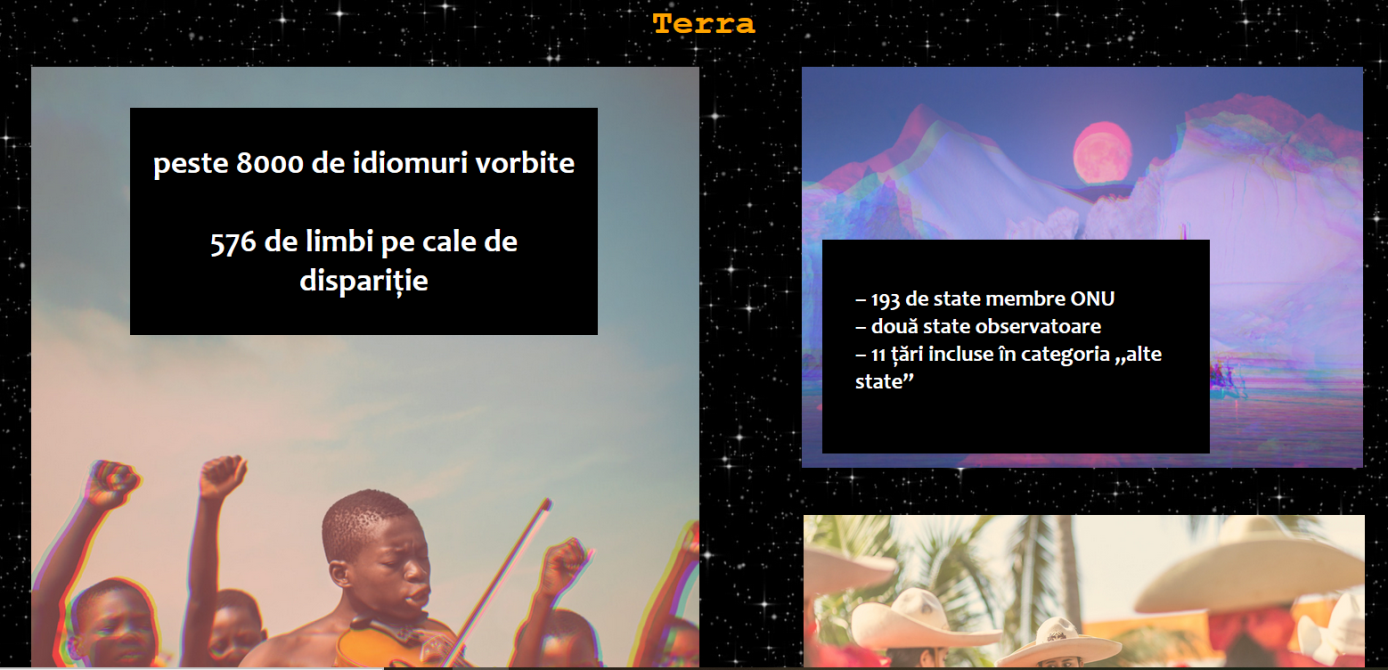 Terra
peste 8000 de idiomuri vorbite
576 de limbi pe cale de
dispariție
– 193 de state membre ONU
– două state observatoare
– 11 țări incluse în categoria „alte
state”